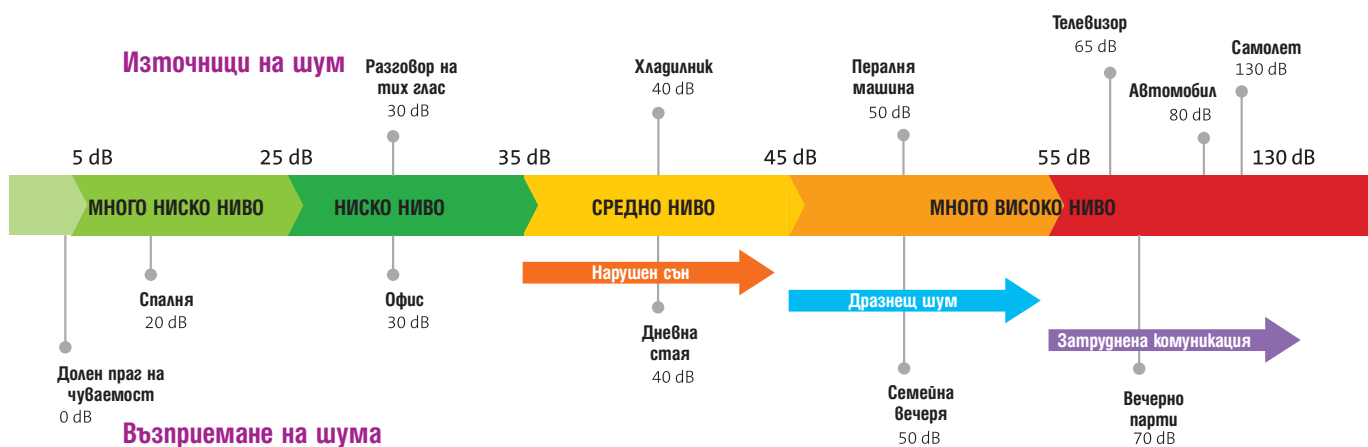 Източници на шум
Разговор на
тих глас
30 dB
Хладилник
40 dB
Пералня
машина
50 dB
Телевизор
65 dB
Автомобил
80 dB
Самолет
130 dB
5 dB
25 dB
35 dB
45 dB
55 dB
130 dB
МНОГО НИСКО НИВО
НИСКО НИВО
СРЕДНО НИВО
МНОГО ВИСОКО НИВО
Нарушен сън
Дразнещ шум
Затруднена комуникация
Долен праг на
чуваемост
0 dB
Спалня
20 dB
Офис
30 dB
Дневна
стая
40 dB
Семейна
вечеря
50 dB
Вечерно
парти
70 dB
Възприемане на шума